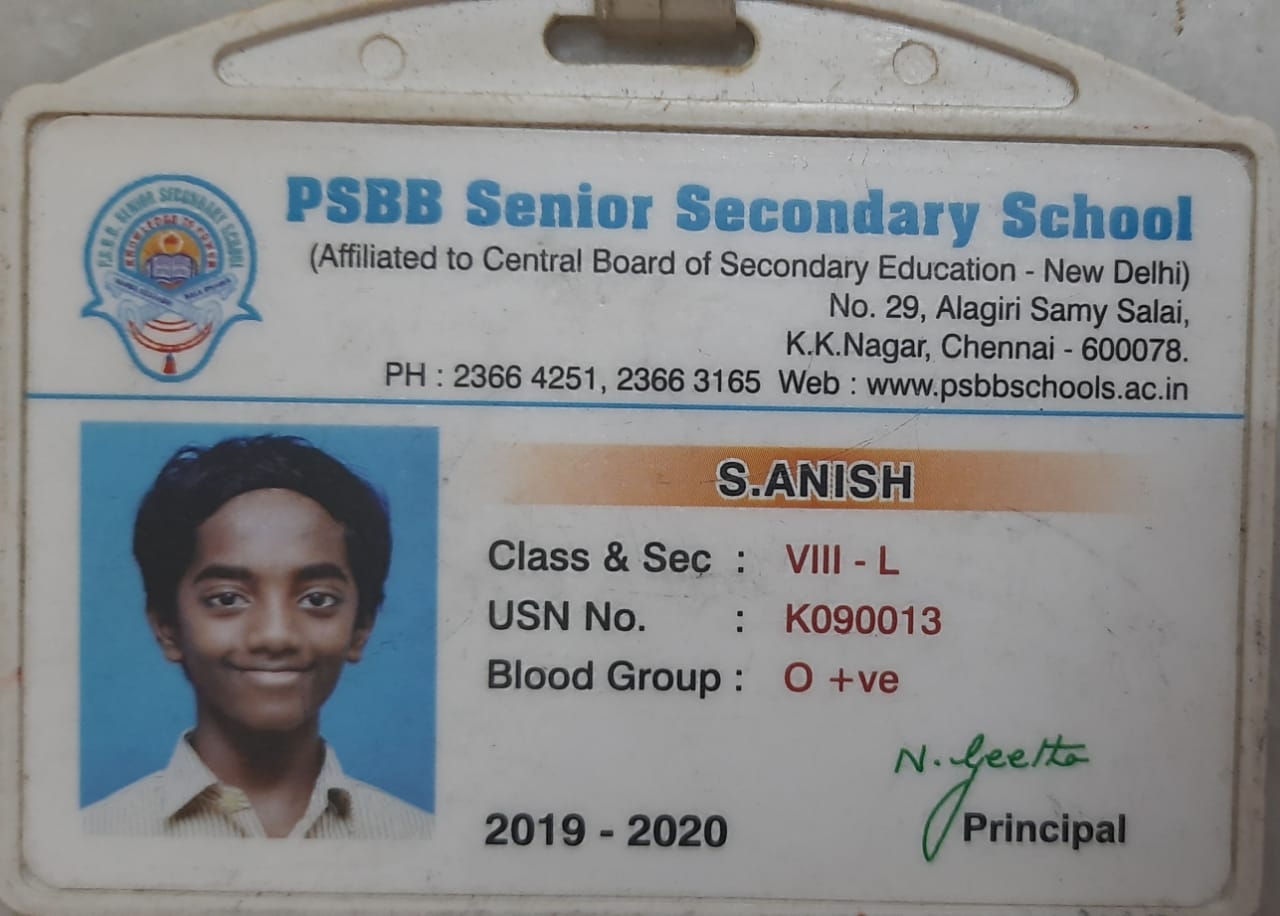 P.S.B.B. SENIOR SECONDARY SCHOOL
KNOWLEDGE IS POWER
PSBB Senior Secondary School
(Affiliated to Central Board of Secondary Education - New Delhi)
No. 29, Alagiri Samy Salai,
K.K.Nagar, Chennai - 600078.
PH : 2366 4251, 2366 3165 Web : www.psbbschools.ac.in
S.ANISH
Class & Sec : VIII - L
USN No. : K090013
Blood Group : O +ve
N. Geetha
2019 - 2020
Principal